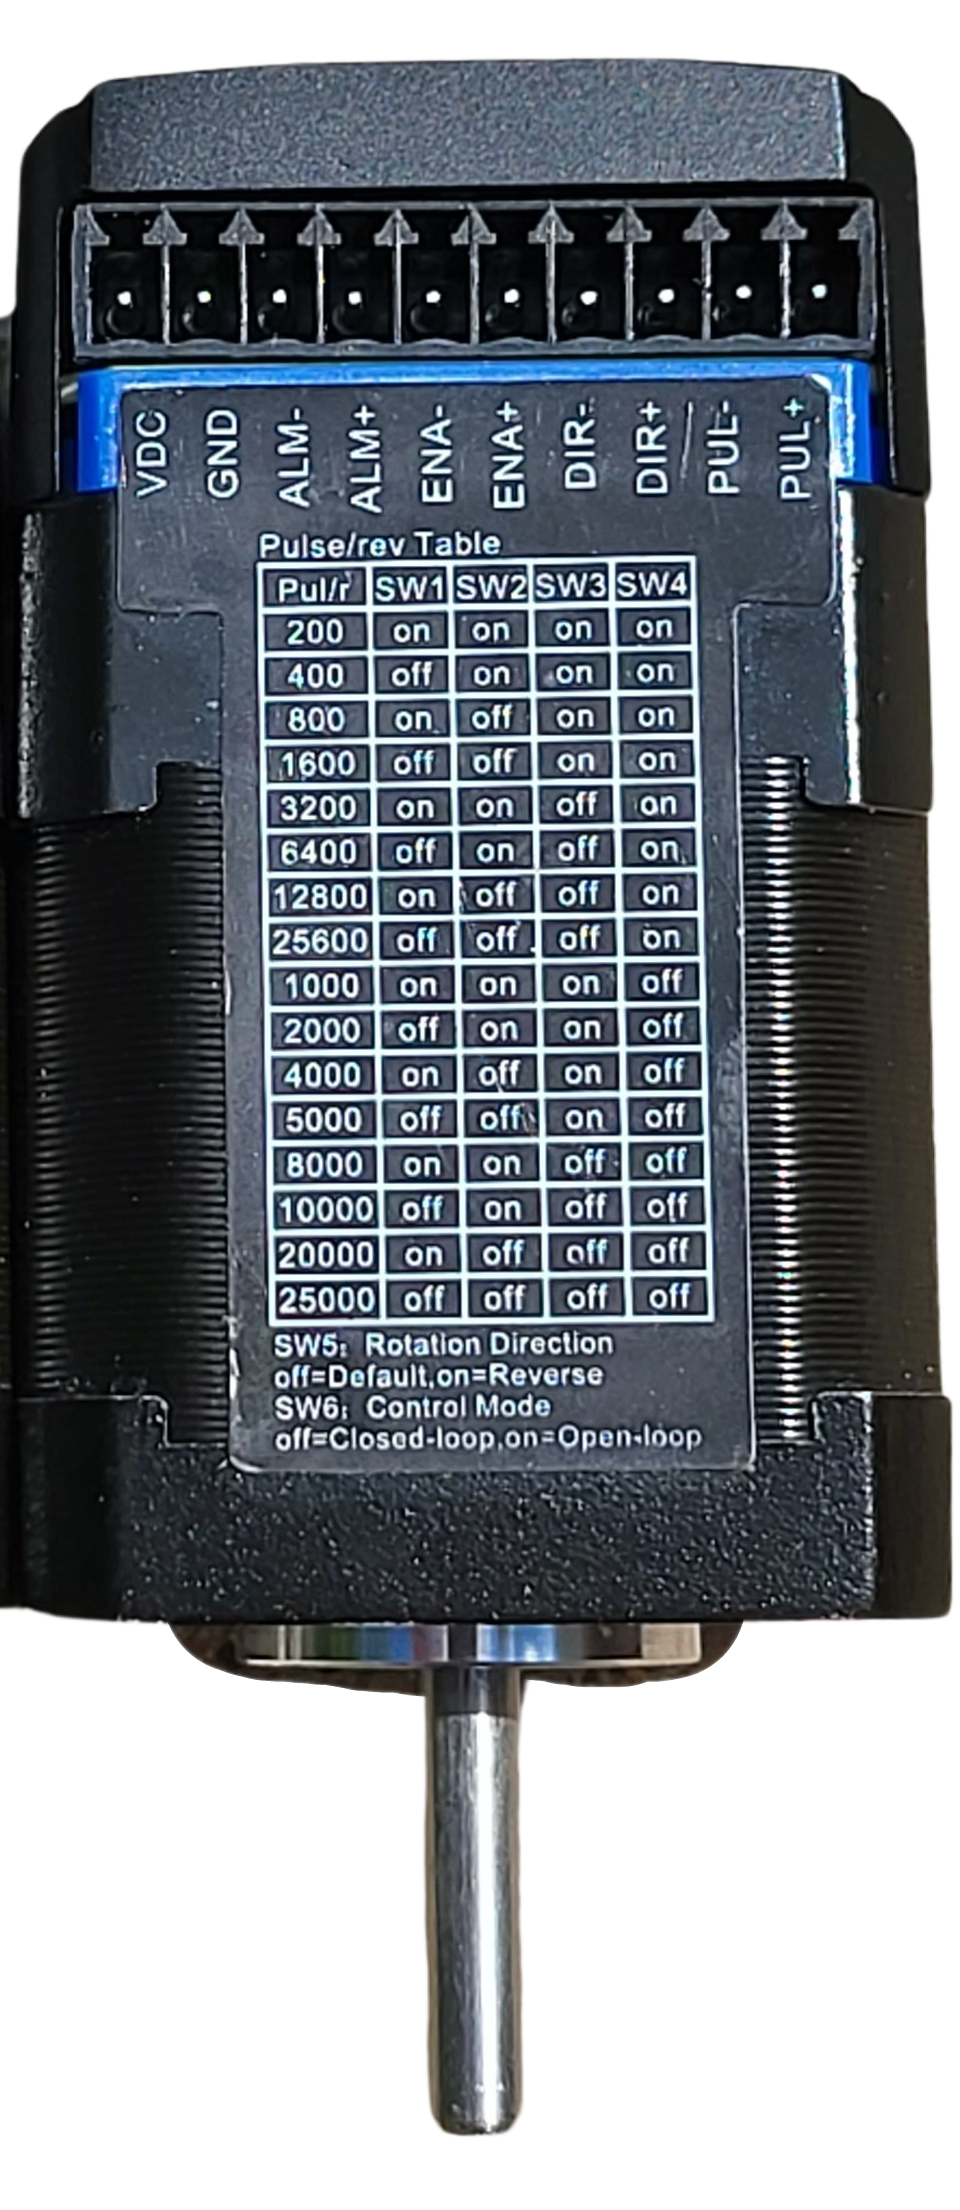 VDC GND ALM- ALM+ ENA- ENA+ DIR- DIR+ PUL- PUL+
Pulse/rev Table
Pul/r SW1 SW2 SW3 SW4
200 on on on on
400 off on on on
800 on off on on
1600 off off on on
3200 on on off on
6400 off on off on
12800 on off off on
25600 off off off on
1000 on on on off
2000 off on on off
4000 on off on off
5000 off off on off
8000 on on off off
10000 off on off off
20000 on off off off
25000 off off off off
SW5: Rotation Direction
off=Default,on=Reverse
SW6: Control Mode
off=Closed-loop,on=Open-loop